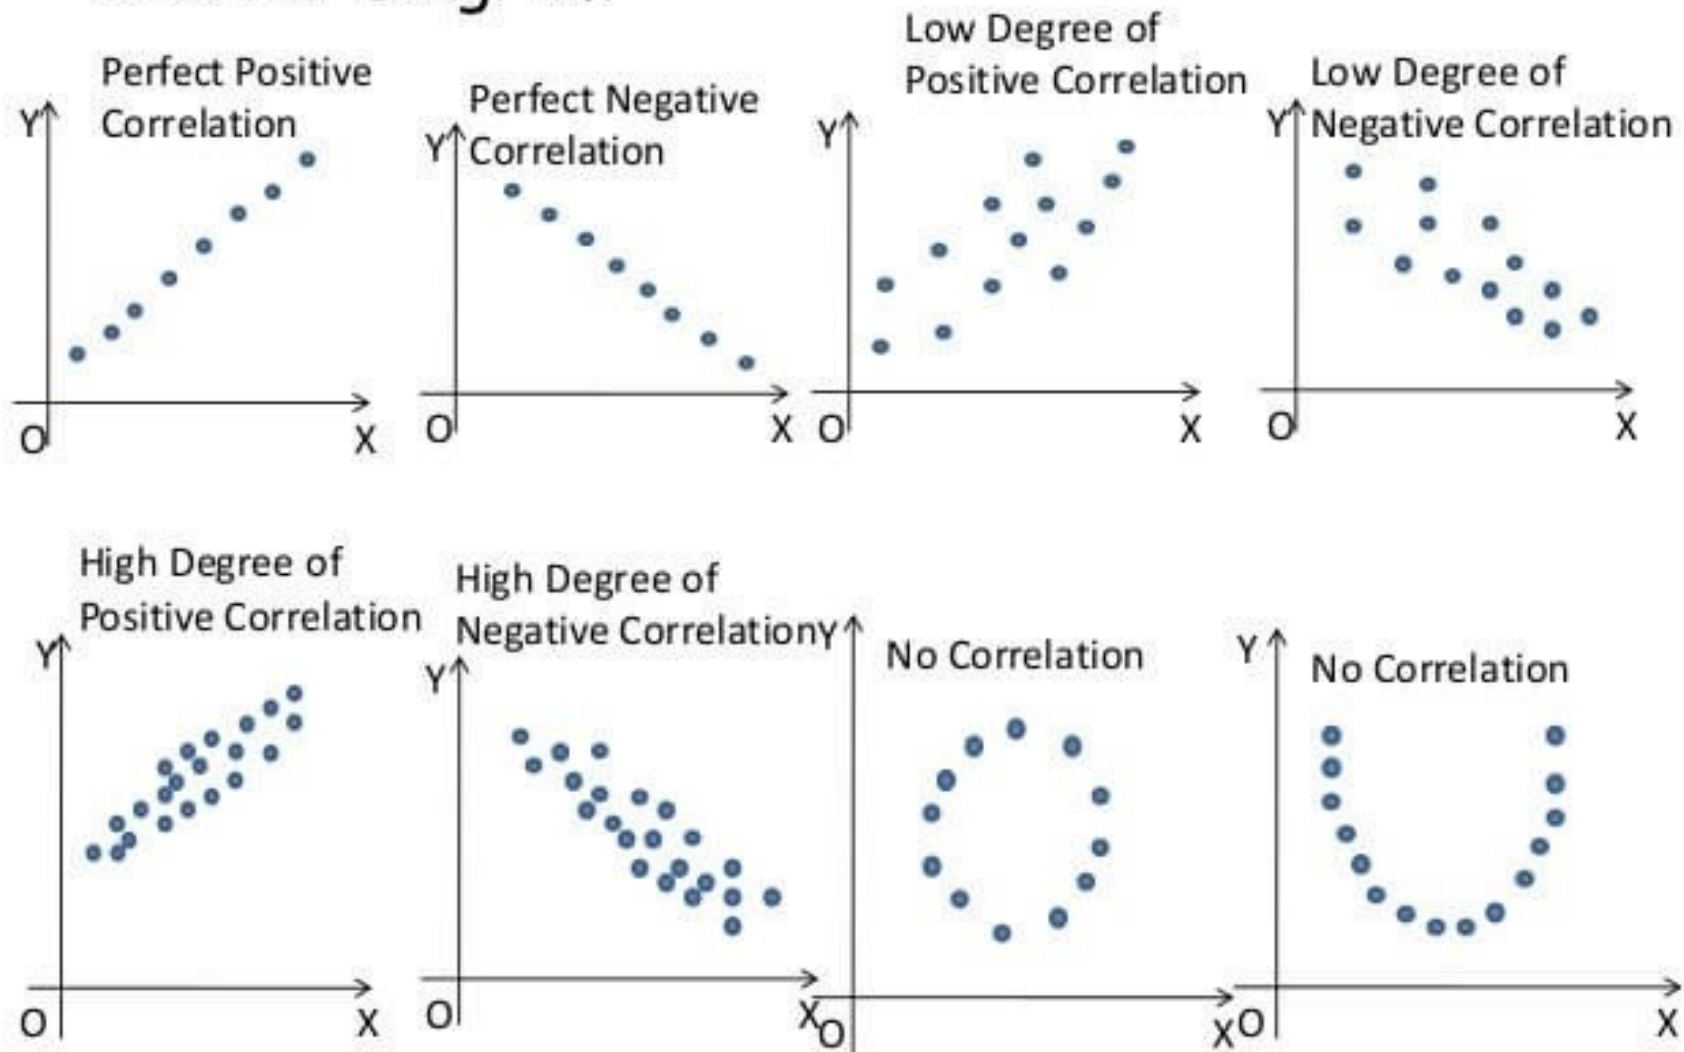 Perfect Positive
Correlation
Y
O
X
Perfect Negative
Correlation
Y
O
X
Low Degree of
Positive Correlation
Y
O
X
Low Degree of
Negative Correlation
Y
O
X
High Degree of
Positive Correlation
Y
O
X
High Degree of
Negative Correlation
Y
O
X
No Correlation
Y
O
X
No Correlation
Y
O
X